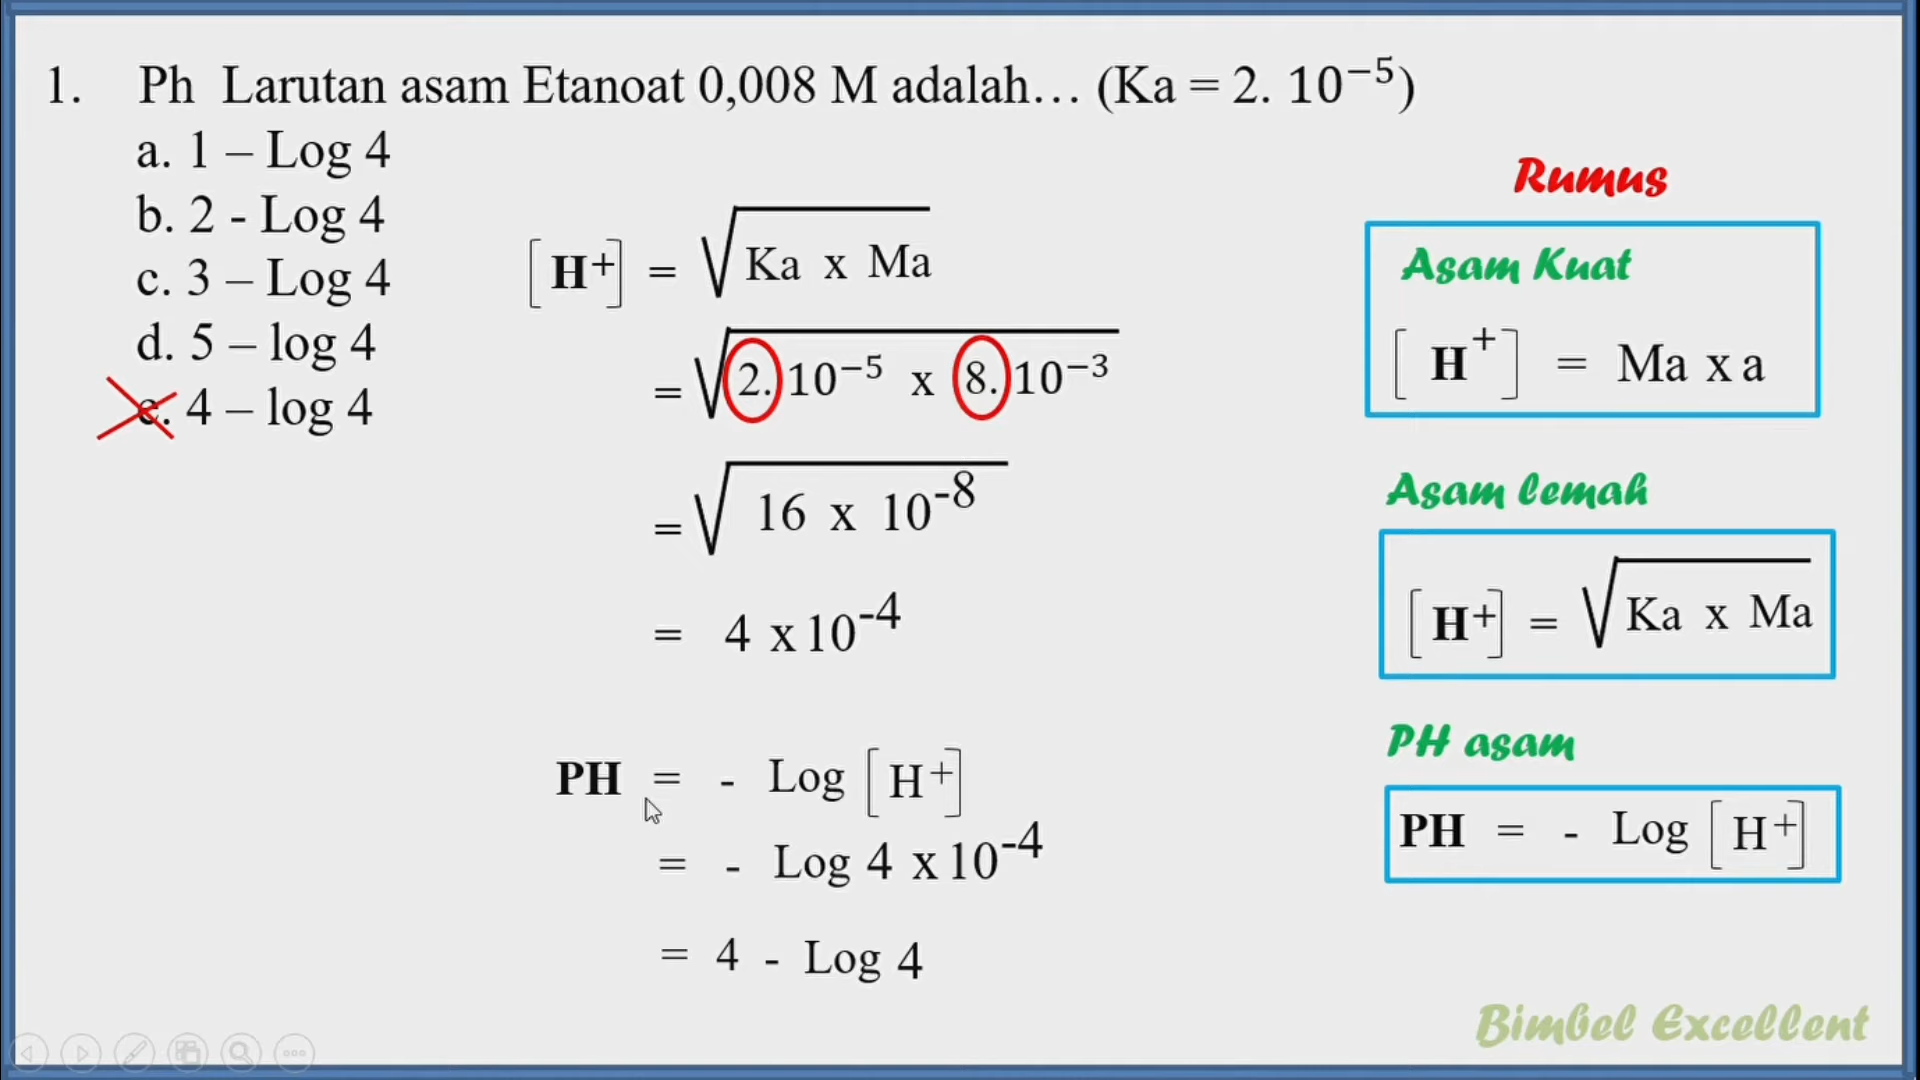 1. Ph Larutan asam Etanoat 0,008 M adalah... (Ka = 2. 10⁻⁵)
a. 1 – Log 4
b. 2 - Log 4
c. 3 – Log 4
d. 5 – log 4
e. 4 – log 4
[H⁺] = √Ka x Ma
= √2. 10⁻⁵ x 8. 10⁻³
= √16 x 10⁻⁸
= 4 x 10⁻⁴
PH = - Log [H⁺]
= - Log 4 x 10⁻⁴
= 4 - Log 4
Rumus
Asam Kuat
[H⁺] = Ma x a
Asam lemah
[H⁺] = √Ka x Ma
PH asam
PH = - Log [H⁺]
Bimbel Excellent